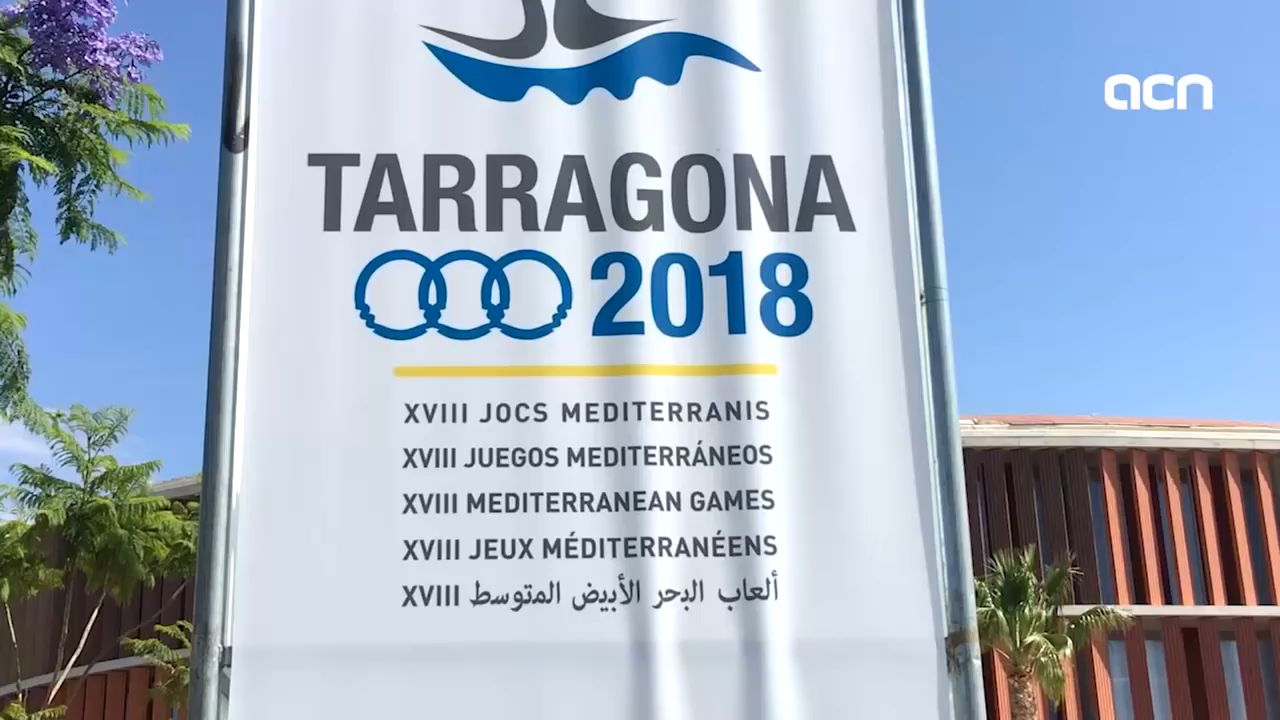 acn
TARRAGONA
2018
XVIII JOCS MEDITERRANIS
XVIII JUEGOS MEDITERRÁNEOS
XVIII MEDITERRANEAN GAMES
XVIII JEUX MÉDITERRANÉENS
XVIII ألعاب البحر الأبيض المتوسط